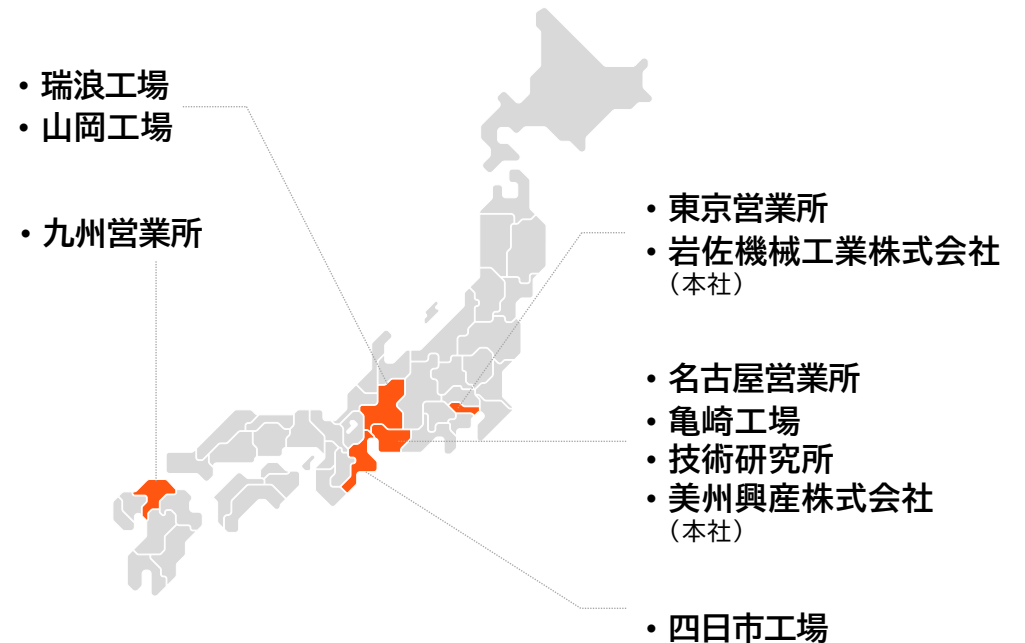 ・瑞浪工場
・山岡工場
・九州営業所
・東京営業所
・岩佐機械工業株式会社
（本社）
・名古屋営業所
・亀崎工場
・技術研究所
・美州興産株式会社
（本社）
・四日市工場